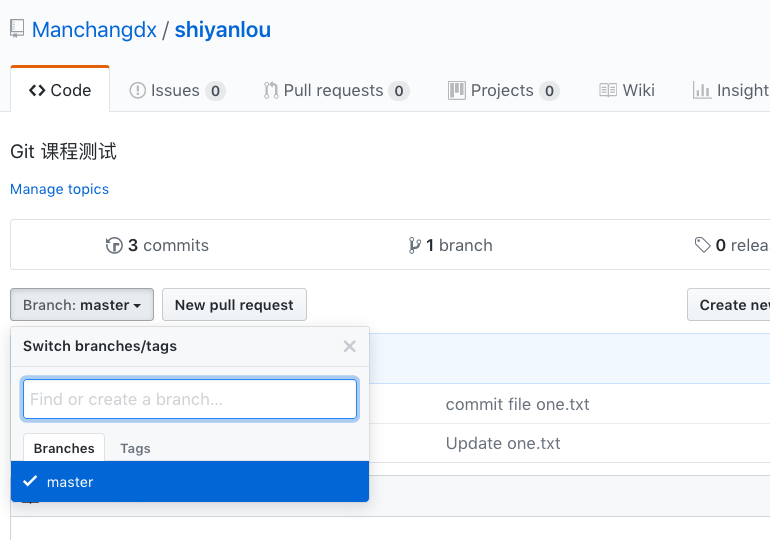 Manchangdx / shiyanlou
Code Issues 0 Pull requests 0 Projects 0 Wiki Insight
Git 课程测试
Manage topics
3 commits 1 branch 0 relea
Branch: master New pull request Create new
Switch branches/tags
Find or create a branch...
commit file one.txt
Update one.txt
Branches Tags
master